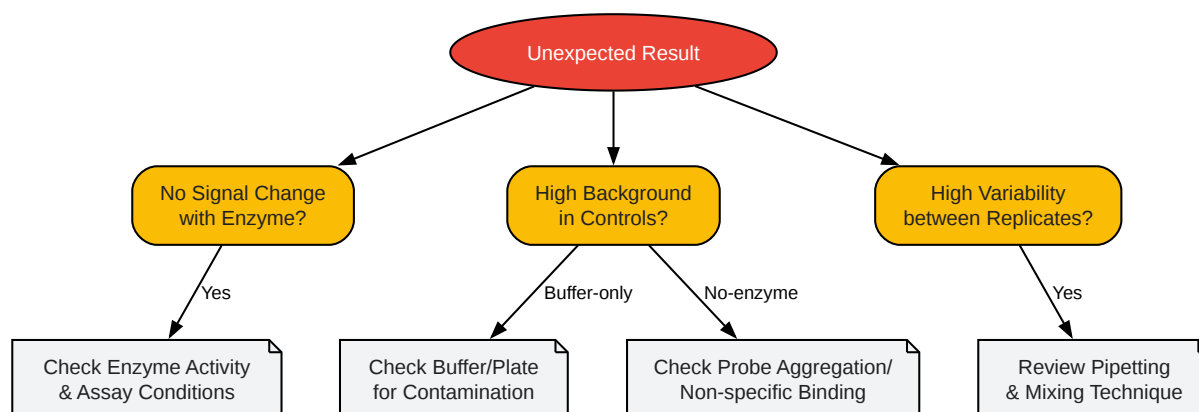 Unexpected Result
No Signal Change
with Enzyme?
High Background
in Controls?
High Variability
between Replicates?
Yes
Buffer-only
No-enzyme
Yes
Check Enzyme Activity
& Assay Conditions
Check Buffer/Plate
for Contamination
Check Probe Aggregation/
Non-specific Binding
Review Pipetting
& Mixing Technique